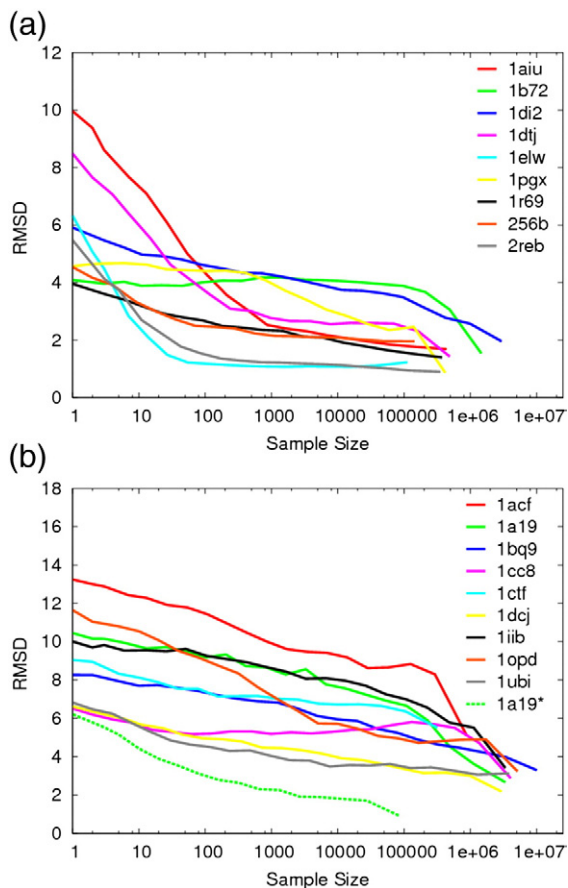 (a)
12
10
8
6
4
2
0
RMSD
1aiu
1b72
1di2
1dtj
1elw
1pgx
1r69
256b
2reb
1 10 100 1000 10000 100000 1e+06 1e+07
Sample Size
(b)
18
16
14
12
10
8
6
4
2
0
RMSD
1acf
1a19
1bq9
1cc8
1ctf
1dcj
1iib
1opd
1ubi
1a19*
1 10 100 1000 10000 100000 1e+06 1e+07
Sample Size